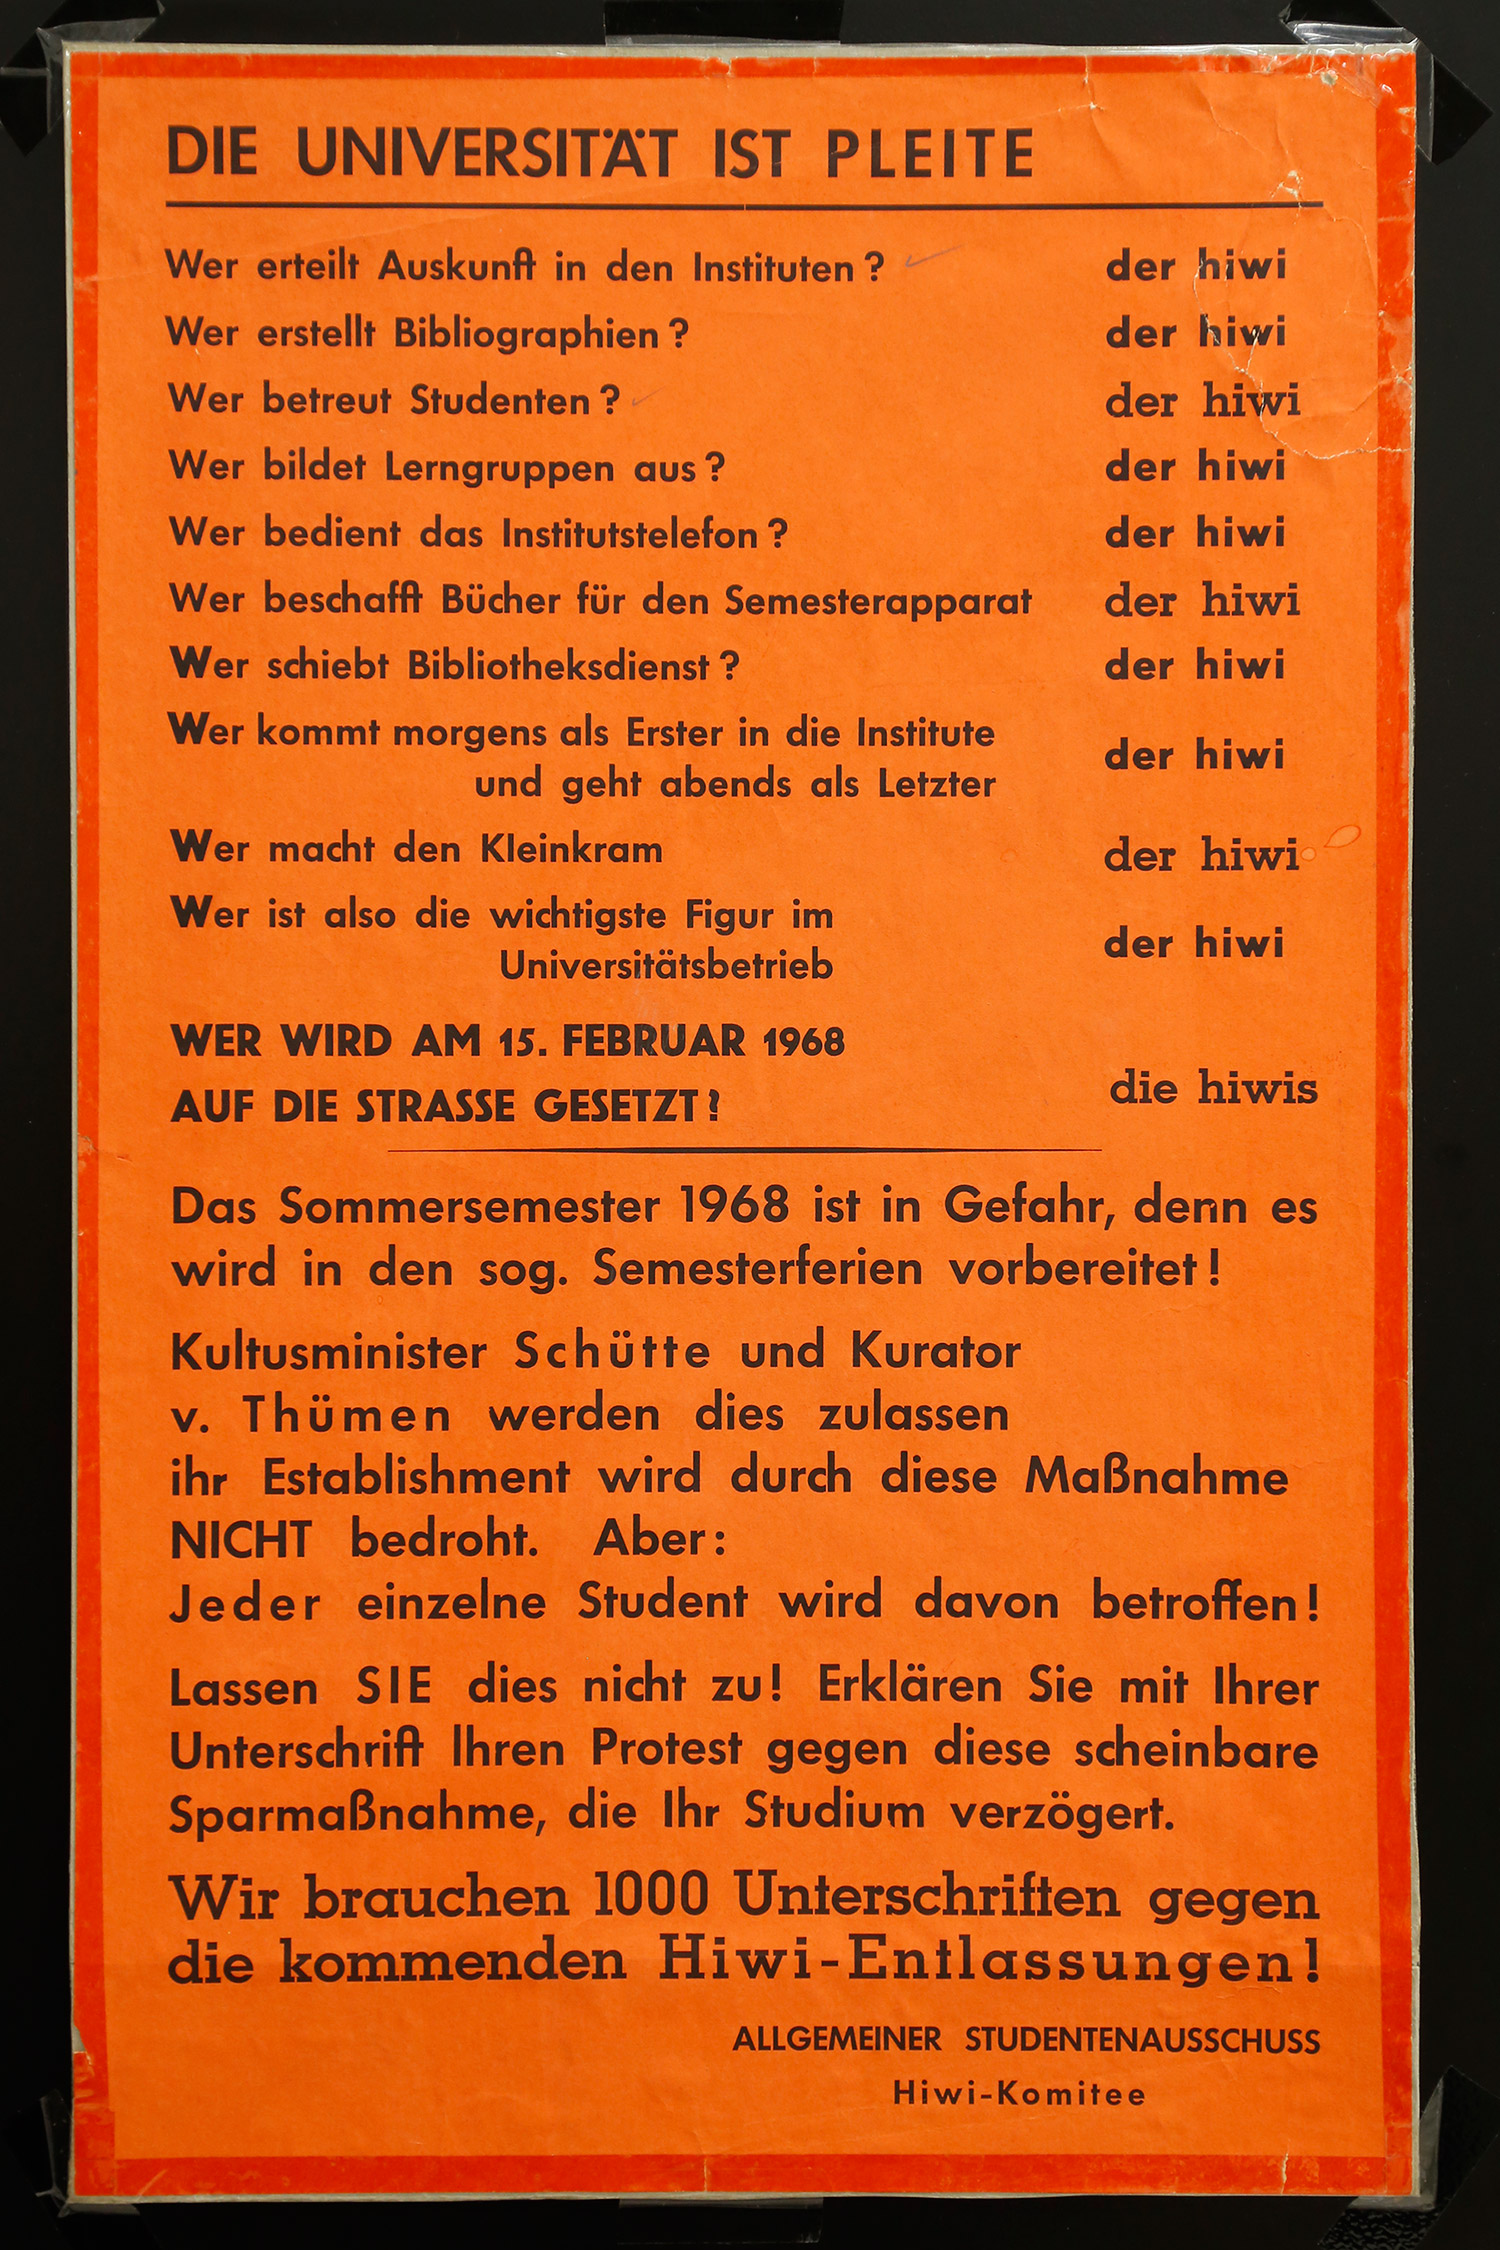 DIE UNIVERSITÄT IST PLEITE
Wer erteilt Auskunft in den Instituten? der hiwi
Wer erstellt Bibliographien? der hiwi
Wer betreut Studenten? der hiwi
Wer bildet Lerngruppen aus? der hiwi
Wer bedient das Institutstelefon? der hiwi
Wer beschafft Bücher für den Semesterapparat der hiwi
Wer schiebt Bibliotheksdienst? der hiwi
Wer kommt morgens als Erster in die Institute
und geht abends als Letzter der hiwi
Wer macht den Kleinkram der hiwi
Wer ist also die wichtigste Figur im
Universitätsbetrieb der hiwi
WER WIRD AM 15. FEBRUAR 1968
AUF DIE STRASSE GESETZT? die hiwis
Das Sommersemester 1968 ist in Gefahr, denn es
wird in den sog. Semesterferien vorbereitet!
Kultusminister Schütte und Kurator
v. Thümen werden dies zulassen
ihr Establishment wird durch diese Maßnahme
NICHT bedroht. Aber:
Jeder einzelne Student wird davon betroffen!
Lassen SIE dies nicht zu! Erklären Sie mit Ihrer
Unterschrift Ihren Protest gegen diese scheinbare
Sparmaßnahme, die Ihr Studium verzögert.
Wir brauchen 1000 Unterschriften gegen
die kommenden Hiwi-Entlassungen!
ALLGEMEINER STUDENTENAUSSCHUSS
Hiwi-Komitee